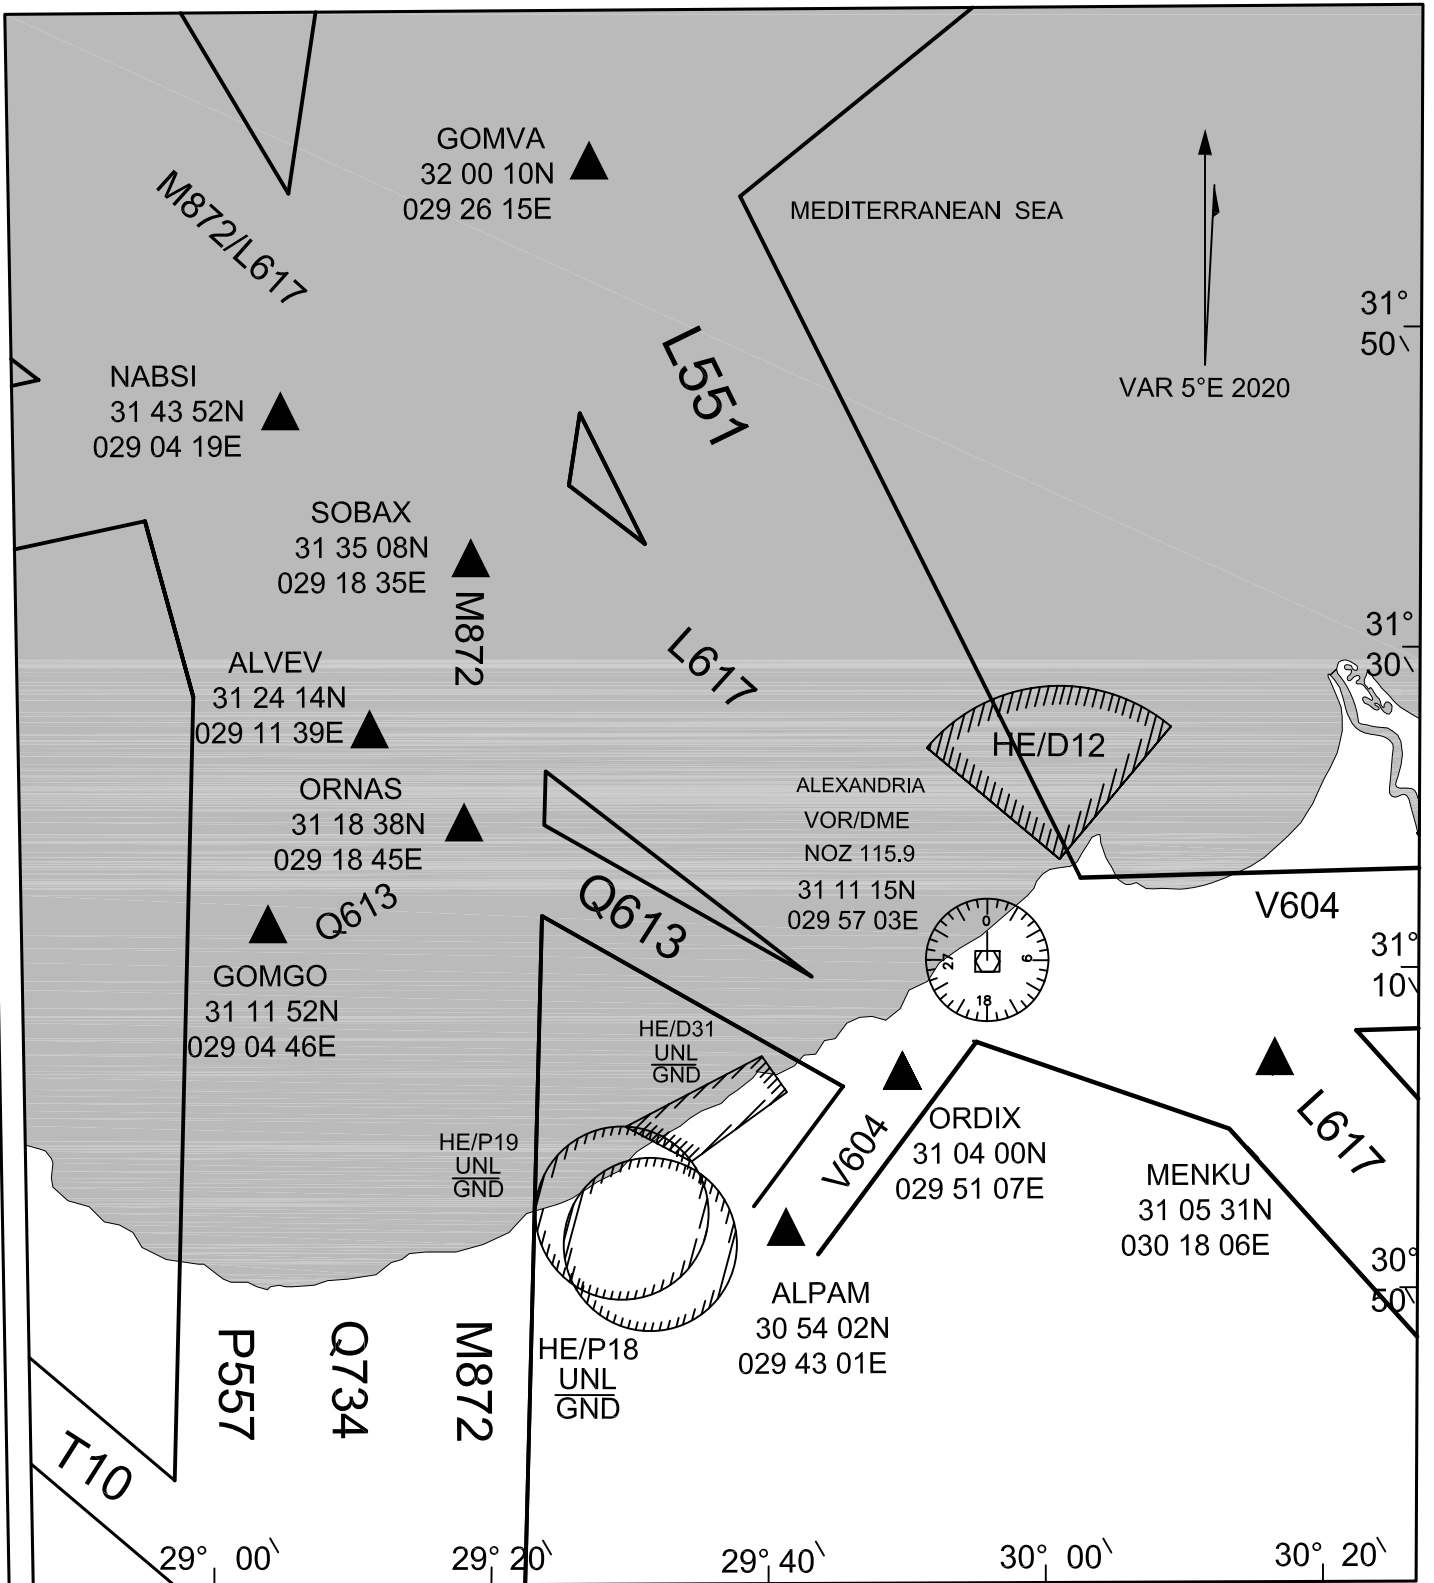 GOMVA
32 00 10N
029 26 15E
M872/L617
MEDITERRANEAN SEA
31°
50\
VAR 5°E 2020
L551
NABSI
31 43 52N
029 04 19E
SOBAX
31 35 08N
029 18 35E
M872
L617
31°
30\
ALVEV
31 24 14N
029 11 39E
HE/D12
ORNAS
31 18 38N
029 18 45E
ALEXANDRIA
VOR/DME
NOZ 115.9
31 11 15N
029 57 03E
Q613
Q613
V604
0
9
18
27
31°
10\
GOMGO
31 11 52N
029 04 46E
HE/D31
UNL
GND
HE/P19
UNL
GND
V604
ORDIX
31 04 00N
029 51 07E
L617
MENKU
31 05 31N
030 18 06E
30°
50\
ALPAM
30 54 02N
029 43 01E
HE/P18
UNL
GND
P557
Q734
M872
T10
29° 00\
29° 20\
29° 40\
30° 00\
30° 20\